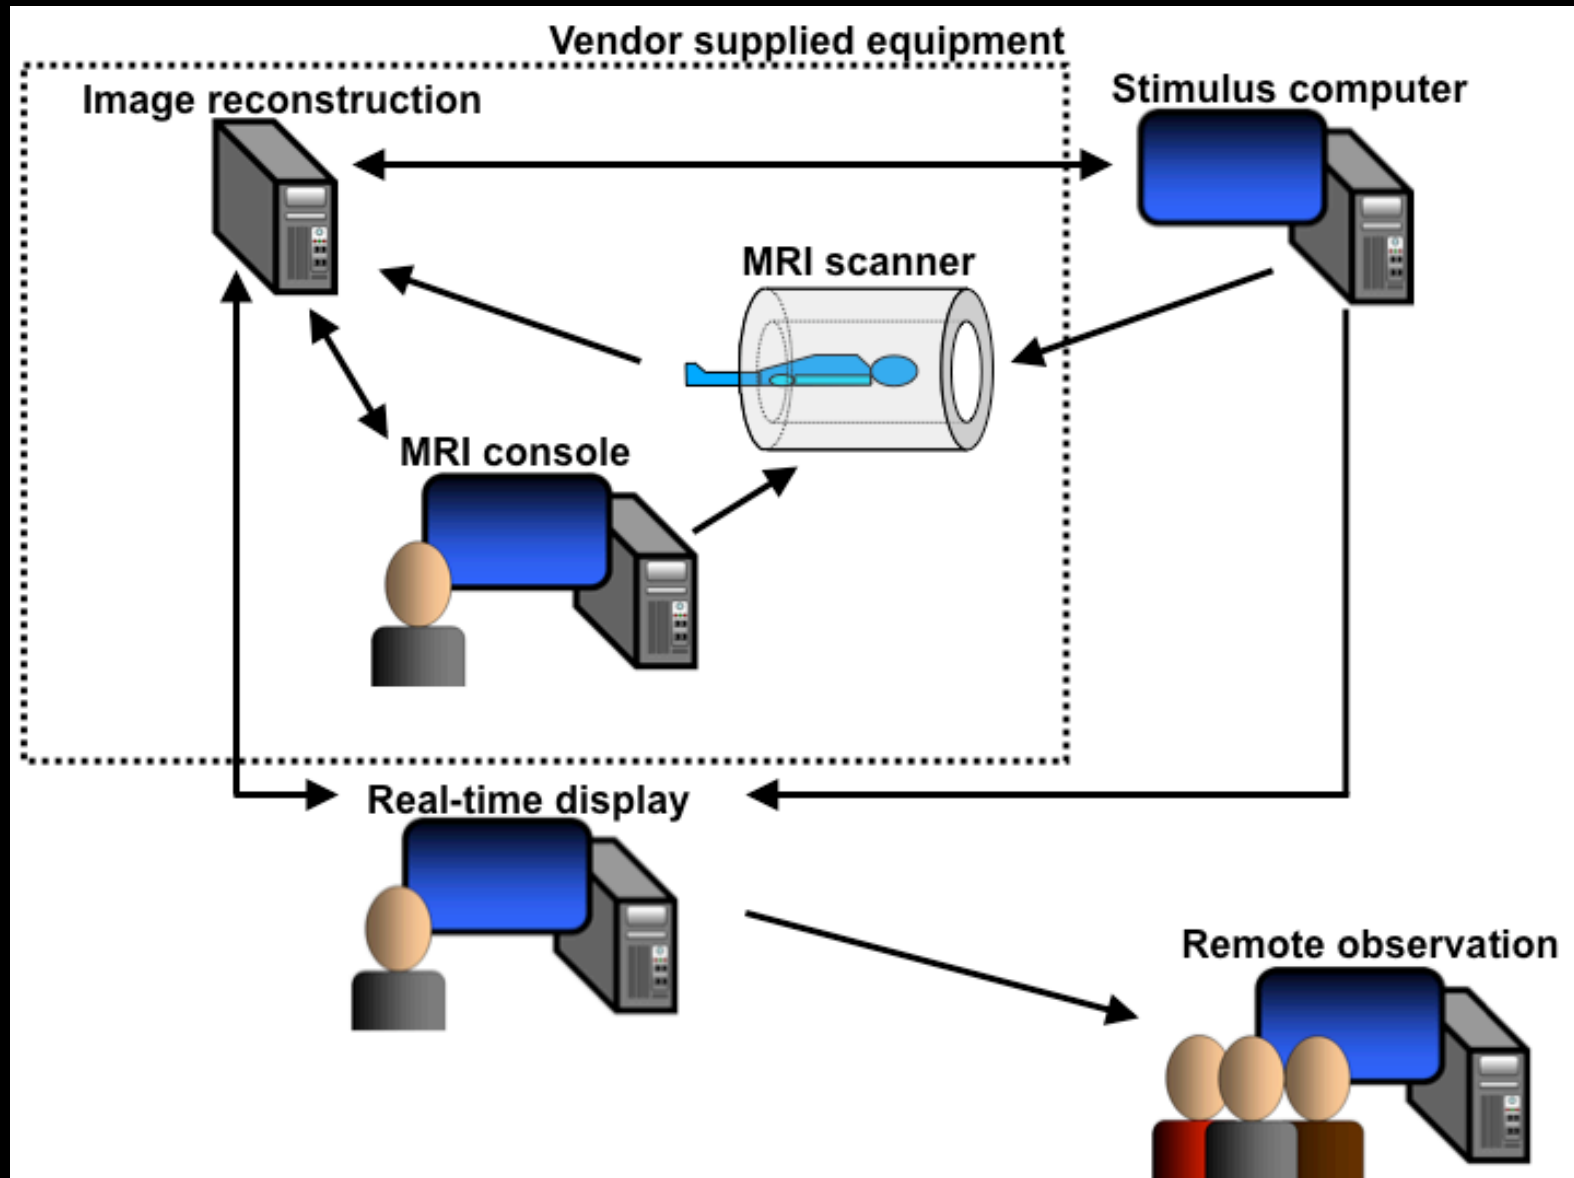 Vendor supplied equipment
Image reconstruction
Stimulus computer
MRI scanner
MRI console
Real-time display
Remote observation